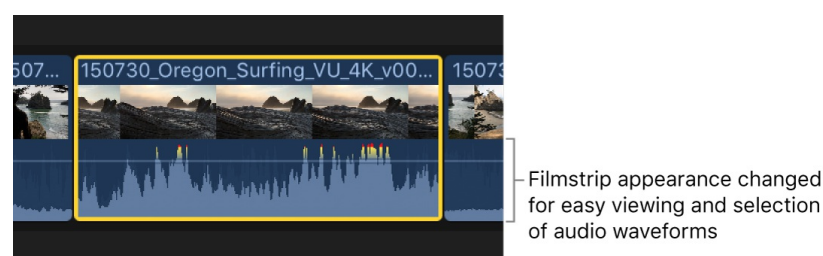 507...
150730_Oregon_Surfing_VU_4K_v00...
1507
Filmstrip appearance changed
for easy viewing and selection
of audio waveforms